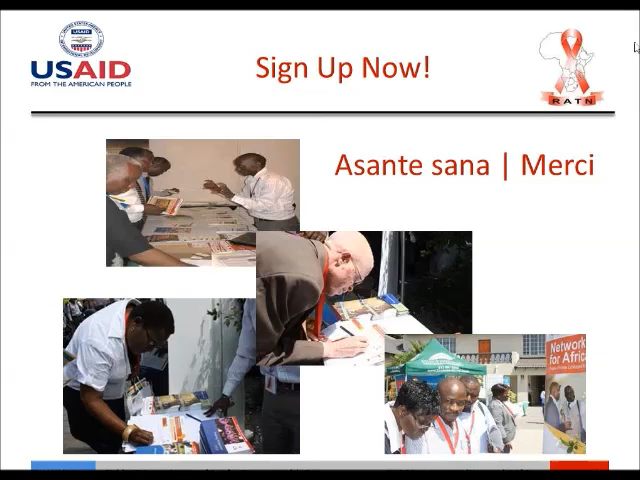 USAID
FROM THE AMERICAN PEOPLE
Sign Up Now!
RATN
Asante sana | Merci
Network
for Africa